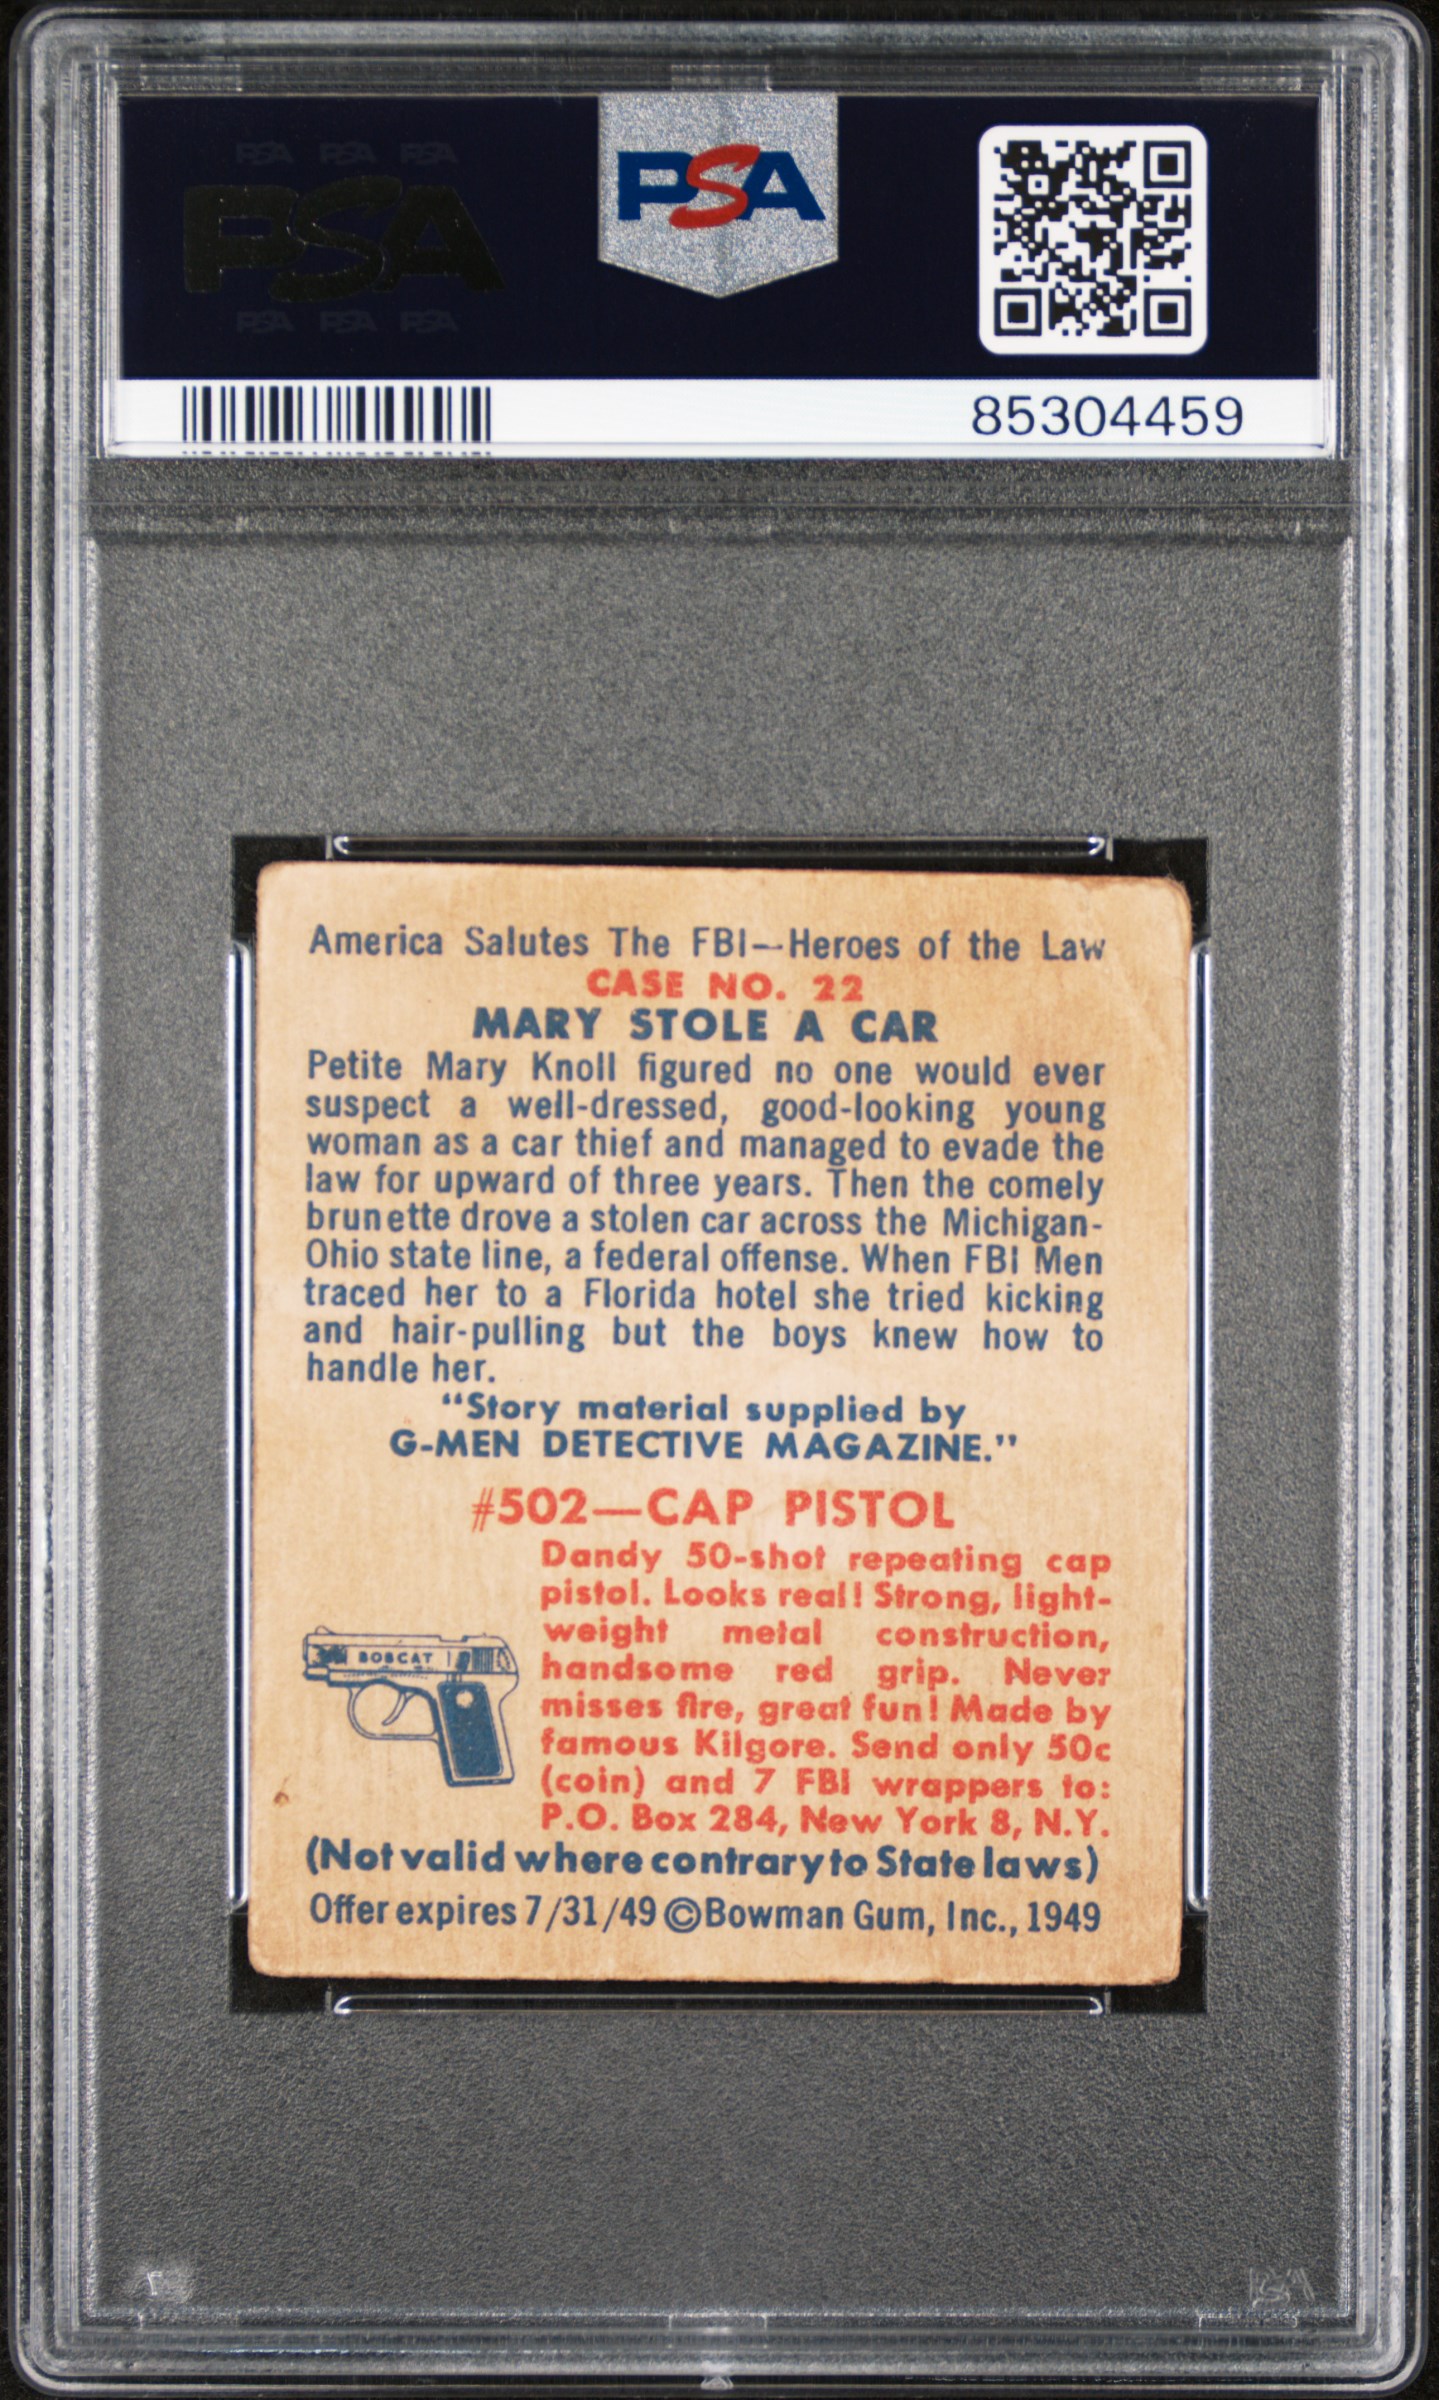 PSA PSA PSA
PSA
PSA PSA PSA
PSA
85304459
America Salutes The FBI—Heroes of the Law
CASE NO. 22
MARY STOLE A CAR
Petite Mary Knoll figured no one would ever
suspect a well-dressed, good-looking young
woman as a car thief and managed to evade the
law for upward of three years. Then the comely
brunette drove a stolen car across the Michigan-
Ohio state line, a federal offense. When FBI Men
traced her to a Florida hotel she tried kicking
and hair-pulling but the boys knew how to
handle her.
"Story material supplied by
G-MEN DETECTIVE MAGAZINE."
#502—CAP PISTOL
Dandy 50-shot repeating cap
pistol. Looks real! Strong, light-
weight metal construction,
handsome red grip. Never
misses fire, great fun! Made by
famous Kilgore. Send only 50c
(coin) and 7 FBI wrappers to:
P.O. Box 284, New York 8, N.Y.
BOBCAT
(Not valid where contrary to State laws)
Offer expires 7/31/49 ©Bowman Gum, Inc., 1949
PSA